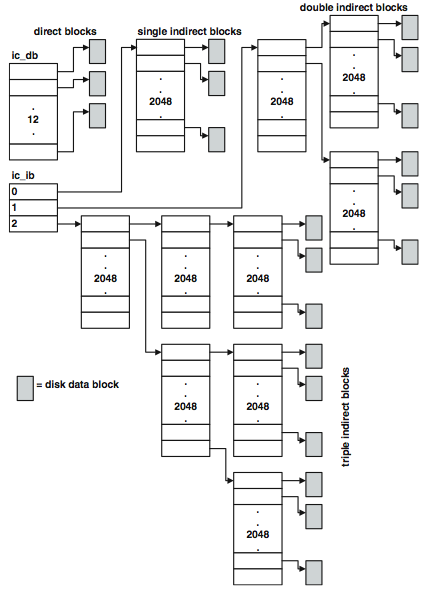 double indirect blocks
direct blocks
single indirect blocks
ic_db
12
2048
2048
2048
ic_ib
0
1
2
2048
2048
2048
2048
= disk data block
2048
2048
triple indirect blocks
2048